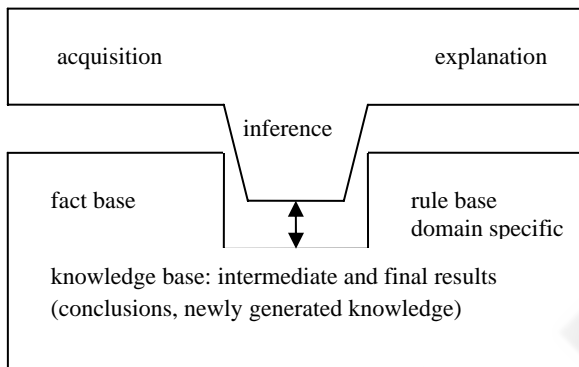 acquisition
explanation
inference
fact base
rule base
domain specific
knowledge base: intermediate and final results
(conclusions, newly generated knowledge)